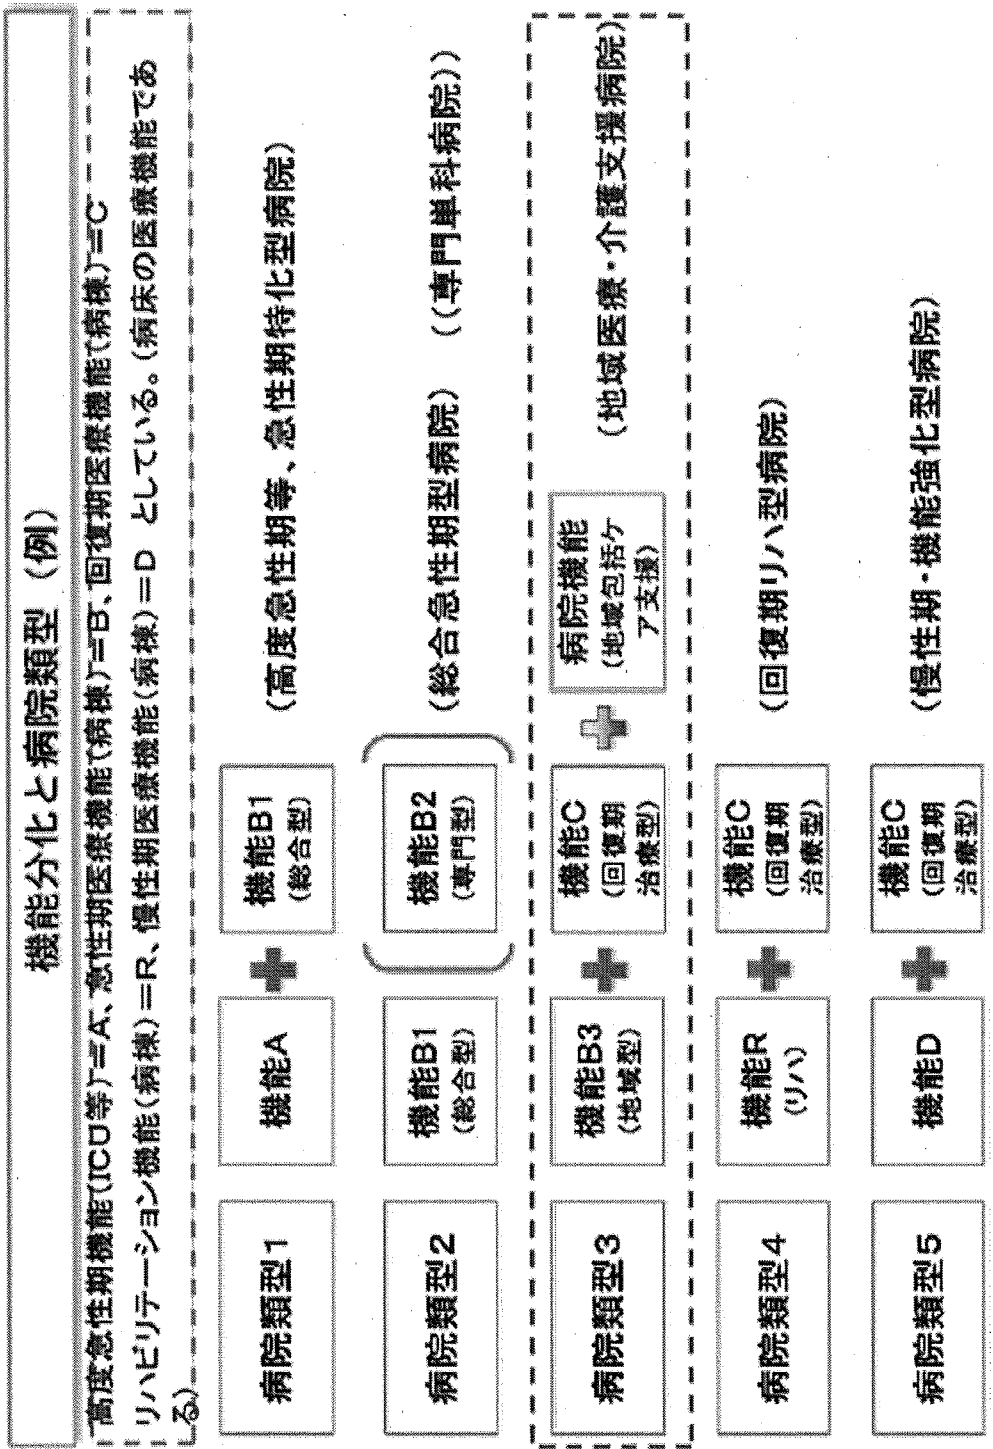 機能分化と病院類型（例）
高度急性期機能（ICU等）＝A、急性期医療機能（病棟）＝B、回復期医療機能（病棟）＝C
リハビリテーション機能（病棟）＝R、慢性期医療機能（病棟）＝D としている。（病床の医療機能であ
る）
病院類型1
機能A
機能B1
（総合型）
（高度急性期等、急性期特化型病院）
病院類型2
機能B1
（総合型）
機能B2
（専門型）
（総合急性期型病院）
（（専門単科病院））
病院類型3
機能B3
（地域型）
機能C
（回復期
治療型）
病院機能
（地域包括ケ
ア支援）
（地域医療・介護支援病院）
病院類型4
機能R
（リハ）
機能C
（回復期
治療型）
（回復期リハ型病院）
病院類型5
機能D
機能C
（回復期
治療型）
（慢性期・機能強化型病院）